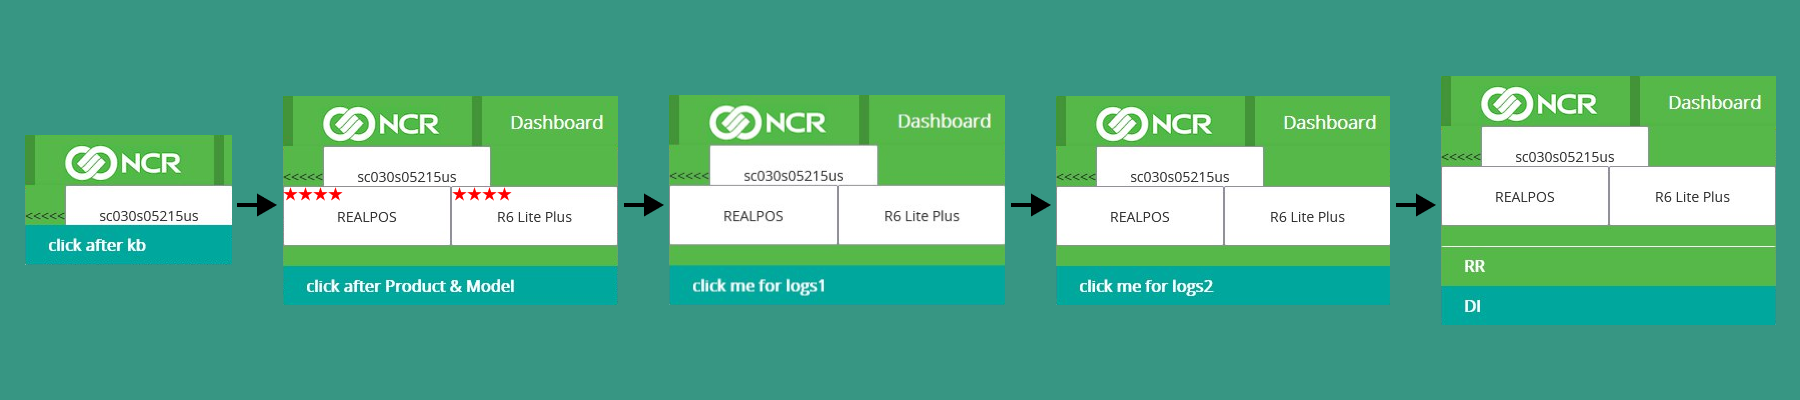 NCR
<<<<< sc030s05215us
click after kb
NCR Dashboard
<<<<< sc030s05215us
★★★★ ★★★★
REALPOS R6 Lite Plus
click after Product & Model
NCR Dashboard
<<<<< sc030s05215us
REALPOS R6 Lite Plus
click me for logs1
NCR Dashboard
<<<<< sc030s05215us
REALPOS R6 Lite Plus
click me for logs2
NCR Dashboard
<<<<< sc030s05215us
REALPOS R6 Lite Plus
RR
DI